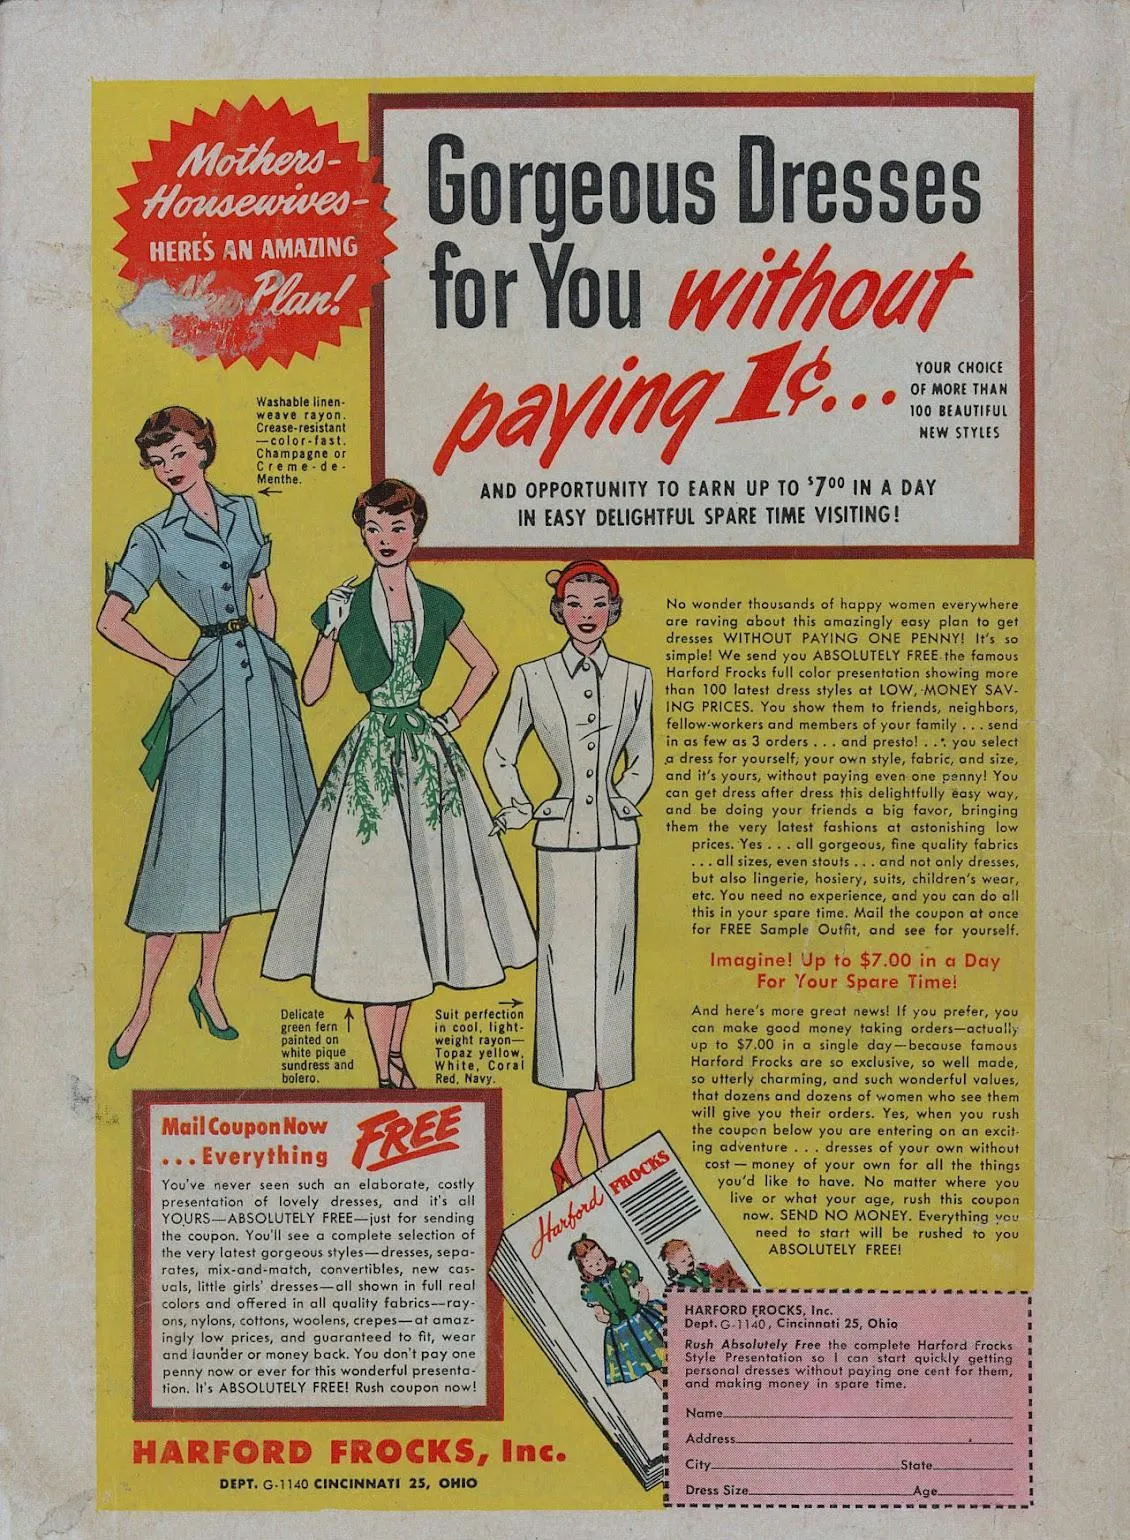 Mothers-
Housewives-
HERE'S AN AMAZING
New Plan!
Gorgeous Dresses
for You without
paying 1¢...
YOUR CHOICE
OF MORE THAN
100 BEAUTIFUL
NEW STYLES
AND OPPORTUNITY TO EARN UP TO $7.00 IN A DAY
IN EASY DELIGHTFUL SPARE TIME VISITING!
Washable linen-
weave rayon.
Crease-resistant
—color-fast.
Champagne or
Creme-de-
Menthe.
No wonder thousands of happy women everywhere
are raving about this amazingly easy plan to get
dresses WITHOUT PAYING ONE PENNY! It's so
simple! We send you ABSOLUTELY FREE the famous
Harford Frocks full color presentation showing more
than 100 latest dress styles at LOW, MONEY SAV-
ING PRICES. You show them to friends, neighbors,
fellow-workers and members of your family . . . send
in as few as 3 orders . . . and presto! . . . you select
a dress for yourself; your own style, fabric, and size,
and it's yours, without paying even one penny! You
can get dress after dress this delightfully easy way,
and be doing your friends a big favor, bringing
them the very latest fashions at astonishing low
prices. Yes . . . all gorgeous, fine quality fabrics
. . . all sizes, even stouts . . . and not only dresses,
but also lingerie, hosiery, suits, children's wear,
etc. You need no experience, and you can do all
this in your spare time. Mail the coupon at once
for FREE Sample Outfit, and see for yourself.
Imagine! Up to $7.00 in a Day
For Your Spare Time!
And here's more great news! If you prefer, you
can make good money taking orders—actually
up to $7.00 in a single day—because famous
Harford Frocks are so exclusive, so well made,
so utterly charming, and such wonderful values,
that dozens and dozens of women who see them
will give you their orders. Yes, when you rush
the coupon below you are entering on an excit-
ing adventure . . . dresses of your own without
cost — money of your own for all the things
you'd like to have. No matter where you
live or what your age, rush this coupon
now. SEND NO MONEY. Everything you
need to start will be rushed to you
ABSOLUTELY FREE!
Delicate
green fern
painted on
white pique
sundress and
bolero.
Suit perfection
in cool, light-
weight rayon—
Topaz yellow,
White, Coral
Red, Navy.
Mail Coupon Now
...Everything FREE
You've never seen such an elaborate, costly
presentation of lovely dresses, and it's all
YOURS—ABSOLUTELY FREE—just for sending
the coupon. You'll see a complete selection of
the very latest gorgeous styles—dresses, sepa-
rates, mix-and-match, convertibles, new cas-
uals, little girls' dresses—all shown in full real
colors and offered in all quality fabrics—ray-
ons, nylons, cottons, woolens, crepes—at amaz-
ingly low prices, and guaranteed to fit, wear
and launder or money back. You don't pay one
penny now or ever for this wonderful presenta-
tion. It's ABSOLUTELY FREE! Rush coupon now!
HARFORD FROCKS, Inc.
DEPT. G-1140 CINCINNATI 25, OHIO
Harford FROCKS
HARFORD FROCKS, Inc.
Dept. G-1140, Cincinnati 25, Ohio
Rush Absolutely Free the complete Harford Frocks
Style Presentation so I can start quickly getting
personal dresses without paying one cent for them,
and making money in spare time.
Name
Address
City State
Dress Size Age